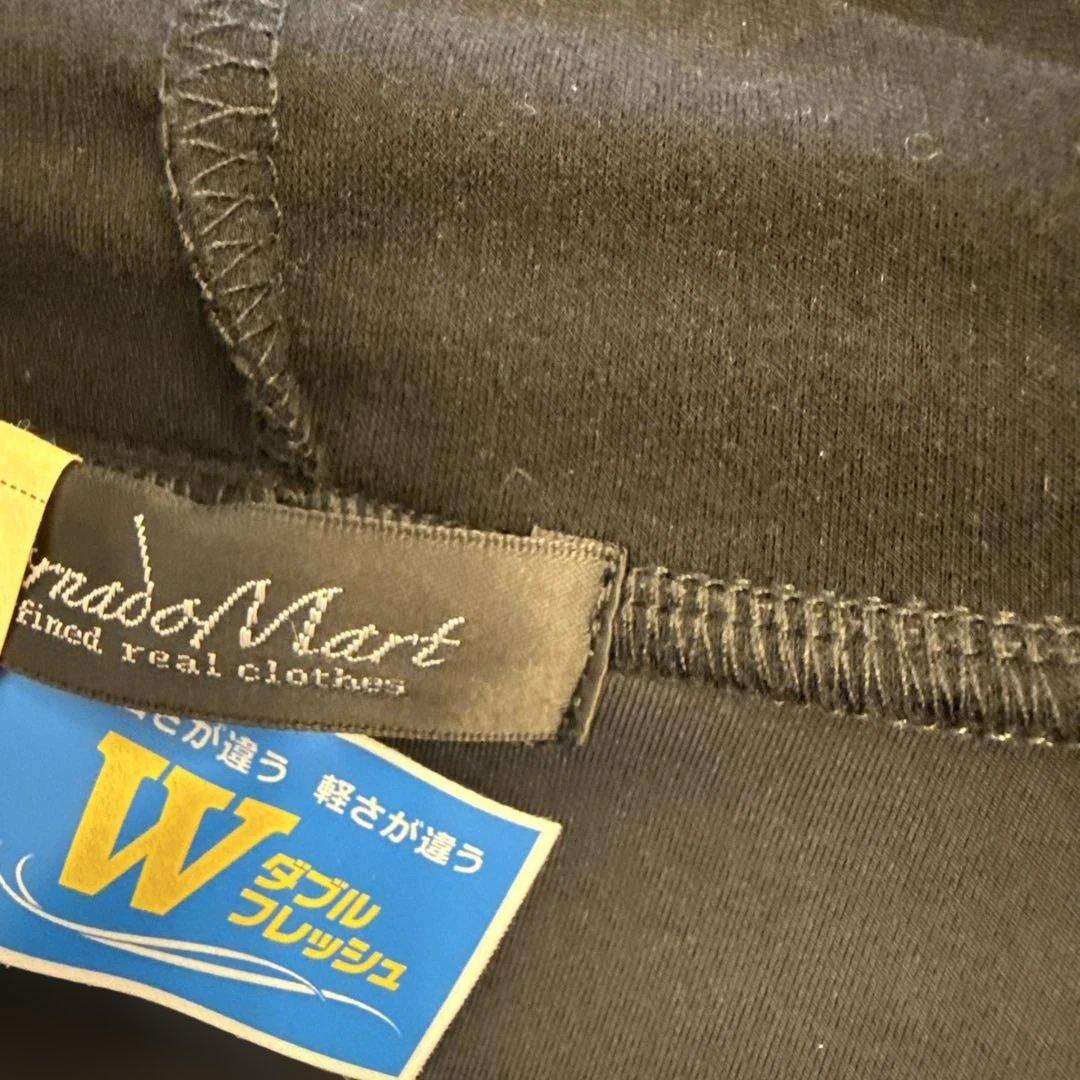 rnadoMart
fined real clothes
さが違う 軽さが違う
W ダブル
フレッシュ